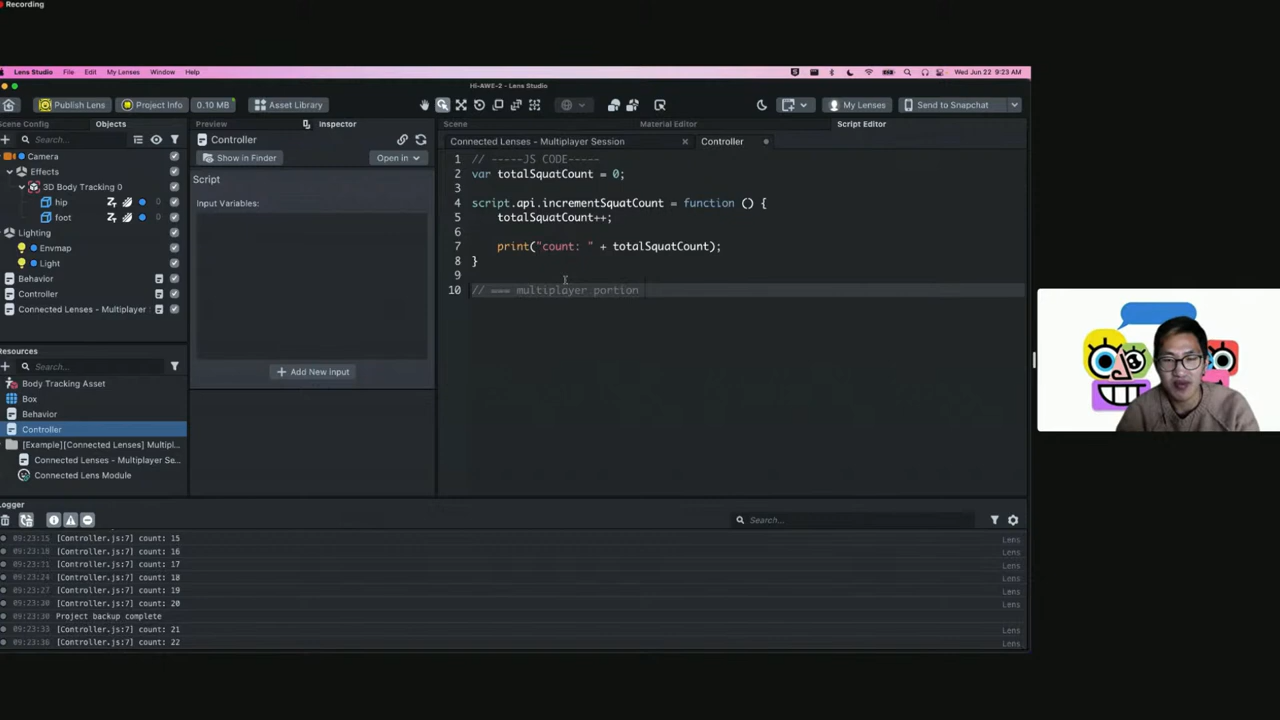 Recording
Lens Studio File Edit My Lenses Window Help
Wed Jun 22 9:23 AM
Hi-AWE-2 - Lens Studio
Publish Lens Project Info 0.10 MB Asset Library
My Lenses Send to Snapchat
Scene Config Objects
Preview Inspector
Scene Material Editor Script Editor
Search...
Controller
Connected Lenses - Multiplayer Session Controller
Show in Finder Open in
Camera
Effects
3D Body Tracking 0
hip 0
foot 0
Lighting
Envmap
Light
Behavior
Controller
Connected Lenses - Multiplayer
Script
Input Variables:
+ Add New Input
1 // -----JS CODE-----
2 var totalSquatCount = 0;
3
4 script.api.incrementSquatCount = function () {
5 totalSquatCount++;
6
7 print("count: " + totalSquatCount);
8 }
9
10 // === multiplayer portion
Resources
Search...
Body Tracking Asset
Box
Behavior
Controller
[Example][Connected Lenses] Multipl...
Connected Lenses - Multiplayer Se...
Connected Lens Module
Logger
Search...
09:23:15 [Controller.js:7] count: 15 Lens
09:23:18 [Controller.js:7] count: 16 Lens
[Controller.js:7] count: 17 Lens
09:23:24 [Controller.js:7] count: 18 Lens
09:23:27 [Controller.js:7] count: 19 Lens
[Controller.js:7] count: 20 Lens
09:23:30 Project backup complete
09:23:33 [Controller.js:7] count: 21 Lens
09:23:36 [Controller.js:7] count: 22 Lens